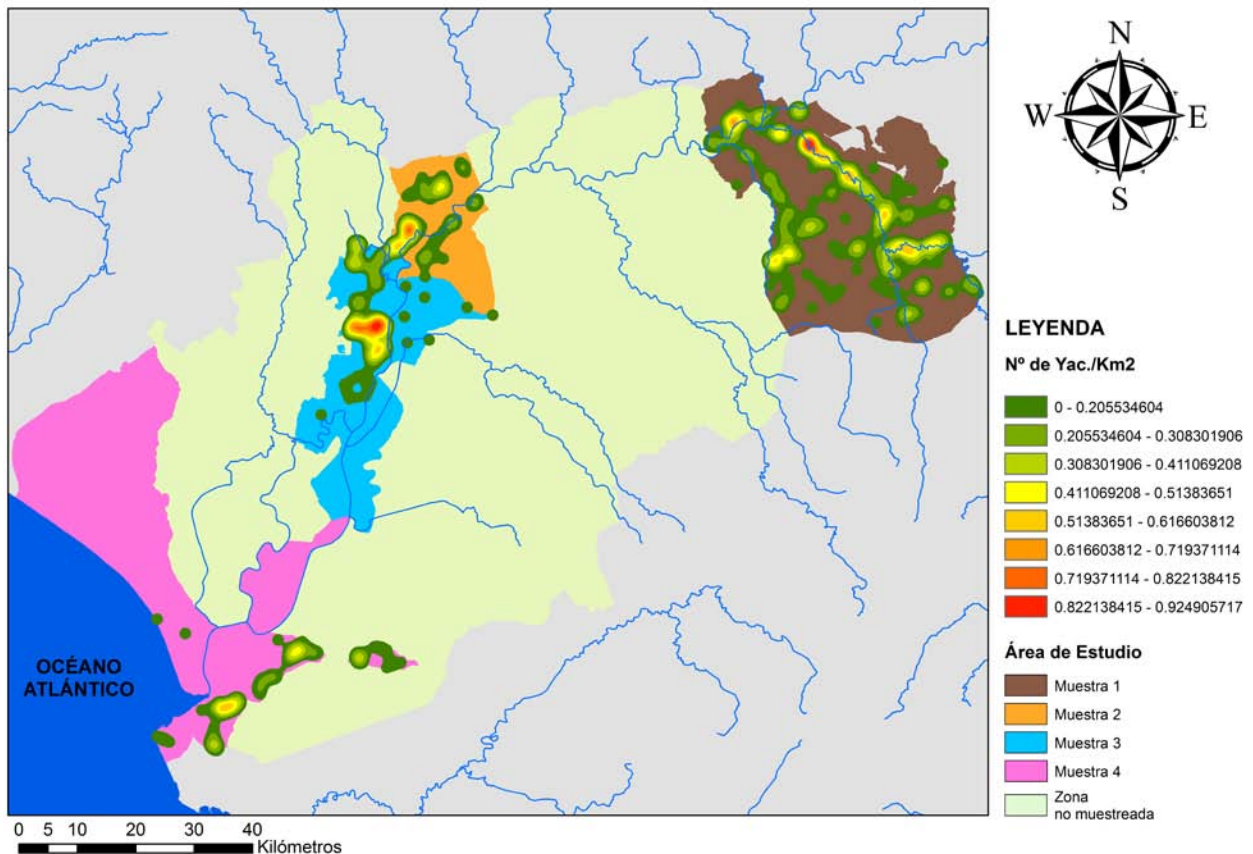 N
W
E
S
LEYENDA
Nº de Yac./Km2
0 - 0.205534604
0.205534604 - 0.308301906
0.308301906 - 0.411069208
0.411069208 - 0.51383651
0.51383651 - 0.616603812
0.616603812 - 0.719371114
0.719371114 - 0.822138415
0.822138415 - 0.924905717
Área de Estudio
Muestra 1
Muestra 2
Muestra 3
Muestra 4
Zona
no muestreada
OCÉANO
ATLÁNTICO
0 5 10 20 30 40
Kilómetros